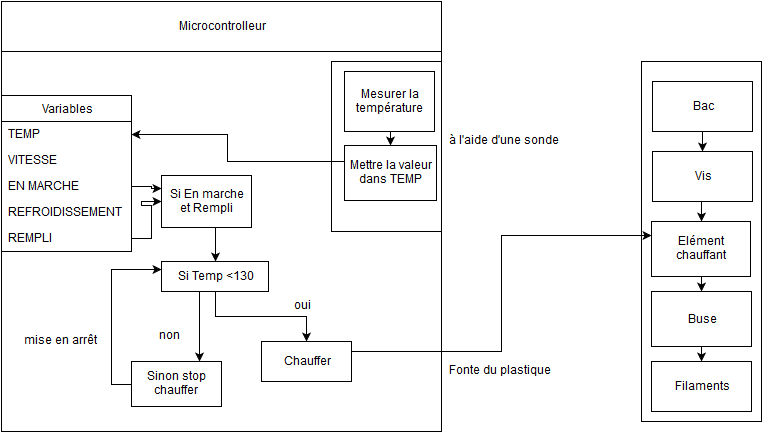 Microcontrolleur
Mesurer la
température
à l'aide d'une sonde
Mettre la valeur
dans TEMP
Variables
TEMP
VITESSE
EN MARCHE
REFROIDISSEMENT
REMPLI
Si En marche
et Rempli
Si Temp <130
oui
non
mise en arrêt
Sinon stop
chauffer
Chauffer
Fonte du plastique
Bac
Vis
Elément
chauffant
Buse
Filaments